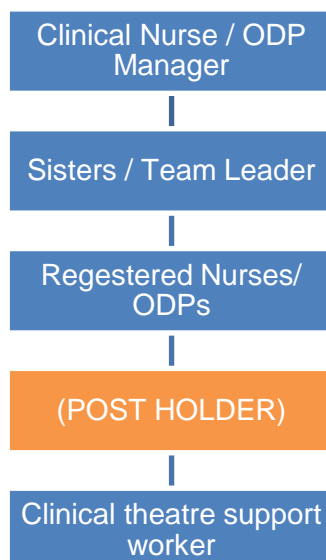 Clinical Nurse / ODP
Manager
Sisters / Team Leader
Regestered Nurses/
ODPs
(POST HOLDER)
Clinical theatre support
worker